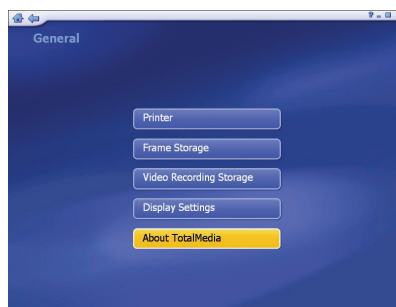 ?
General
Printer
Frame Storage
Video Recording Storage
Display Settings
About TotalMedia